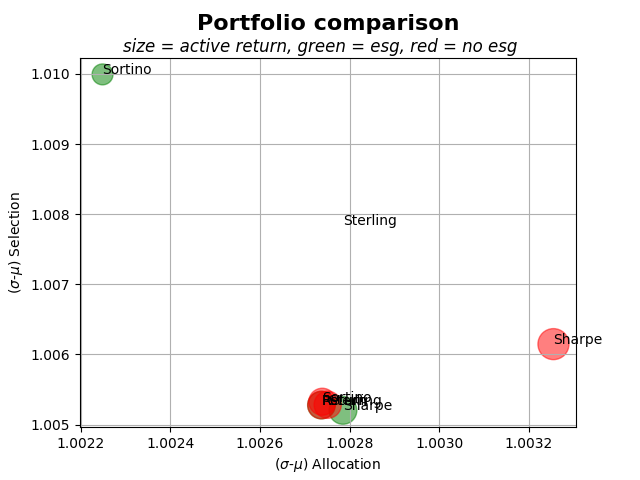 Portfolio comparison
size = active return, green = esg, red = no esg
1.010
1.009
1.008
1.007
1.006
1.005
(σ-μ) Selection
Sortino
Sterling
Sharpe
Sortino
Sharpe
1.0022 1.0024 1.0026 1.0028 1.0030 1.0032
(σ-μ) Allocation